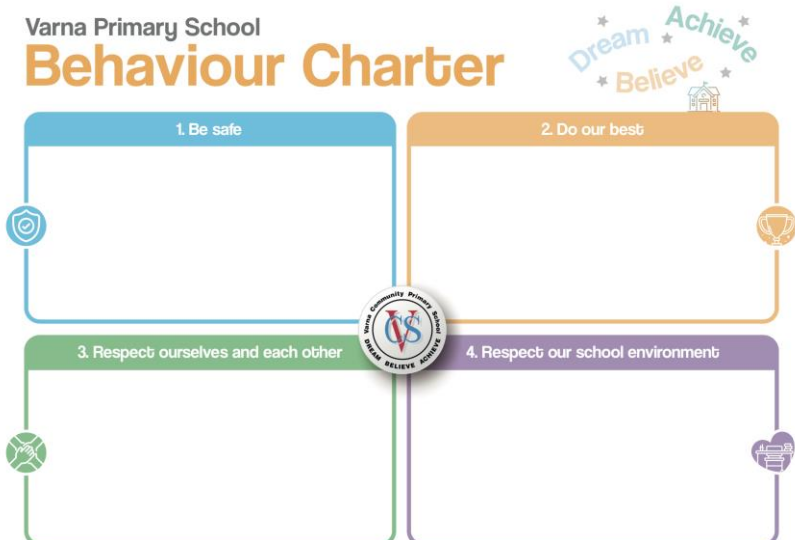 Varna Primary School
Behaviour Charter
Dream
Achieve
Believe
1. Be safe
2. Do our best
Varna Community Primary School
VCPS
DREAM BELIEVE ACHIEVE
3. Respect ourselves and each other
4. Respect our school environment